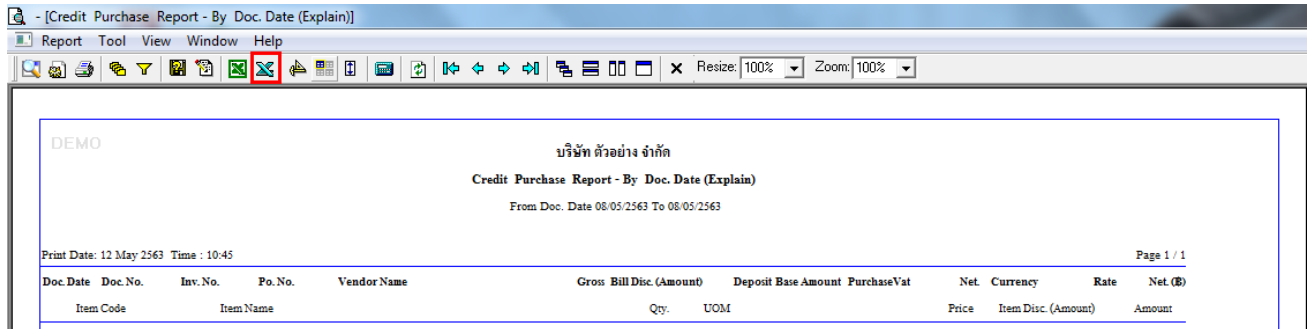 - [Credit Purchase Report - By Doc. Date (Explain)]
Report Tool View Window Help
Resize: 100% Zoom: 100%
DEMO
บริษัท ตัวอย่าง จำกัด
Credit Purchase Report - By Doc. Date (Explain)
From Doc. Date 08/05/2563 To 08/05/2563
Print Date: 12 May 2563 Time : 10:45 Page 1 / 1
Doc.Date Doc.No. Inv.No. Po.No. Vendor Name Gross Bill Disc.(Amount) Deposit Base Amount PurchaseVat Net. Currency Rate Net.(฿)
Item Code Item Name Qty. UOM Price Item Disc. (Amount) Amount